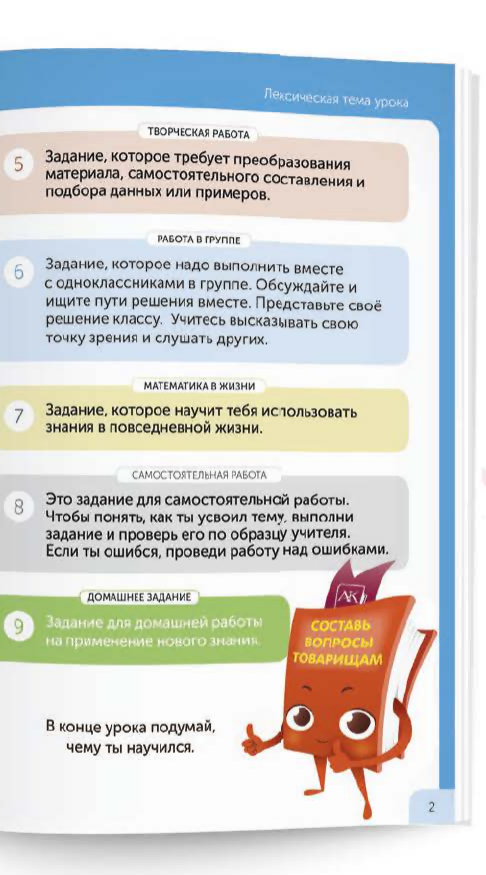 Лексическая тема урока
ТВОРЧЕСКАЯ РАБОТА
5
Задание, которое требует преобразования
материала, самостоятельного составления и
подбора данных или примеров.
РАБОТА В ГРУППЕ
6
Задание, которое надо выполнить вместе
с одноклассниками в группе. Обсуждайте и
ищите пути решения вместе. Представьте своё
решение классу. Учитесь высказывать свою
точку зрения и слушать других.
МАТЕМАТИКА В ЖИЗНИ
7
Задание, которое научит тебя использовать
знания в повседневной жизни.
САМОСТОЯТЕЛЬНАЯ РАБОТА
8
Это задание для самостоятельной работы.
Чтобы понять, как ты усвоил тему, выполни
задание и проверь его по образцу учителя.
Если ты ошибся, проведи работу над ошибками.
ДОМАШНЕЕ ЗАДАНИЕ
9
Задание для домашней работы
на применение нового знания.
АК
СОСТАВЬ
ВОПРОСЫ
ТОВАРИЩАМ
В конце урока подумай,
чему ты научился.
2